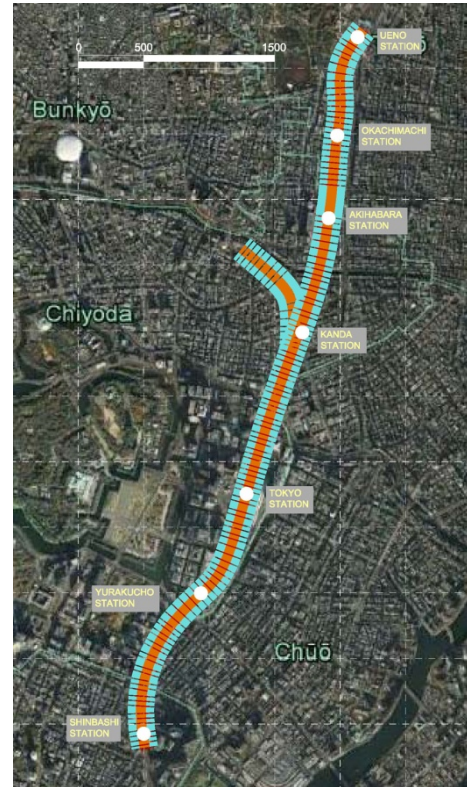 0
500
1500
UENO
STATION
Bunkyō
OKACHIMACHI
STATION
AKIHABARA
STATION
Chiyoda
KANDA
STATION
TOKYO
STATION
YURAKUCHO
STATION
Chūō
SHINBASHI
STATION